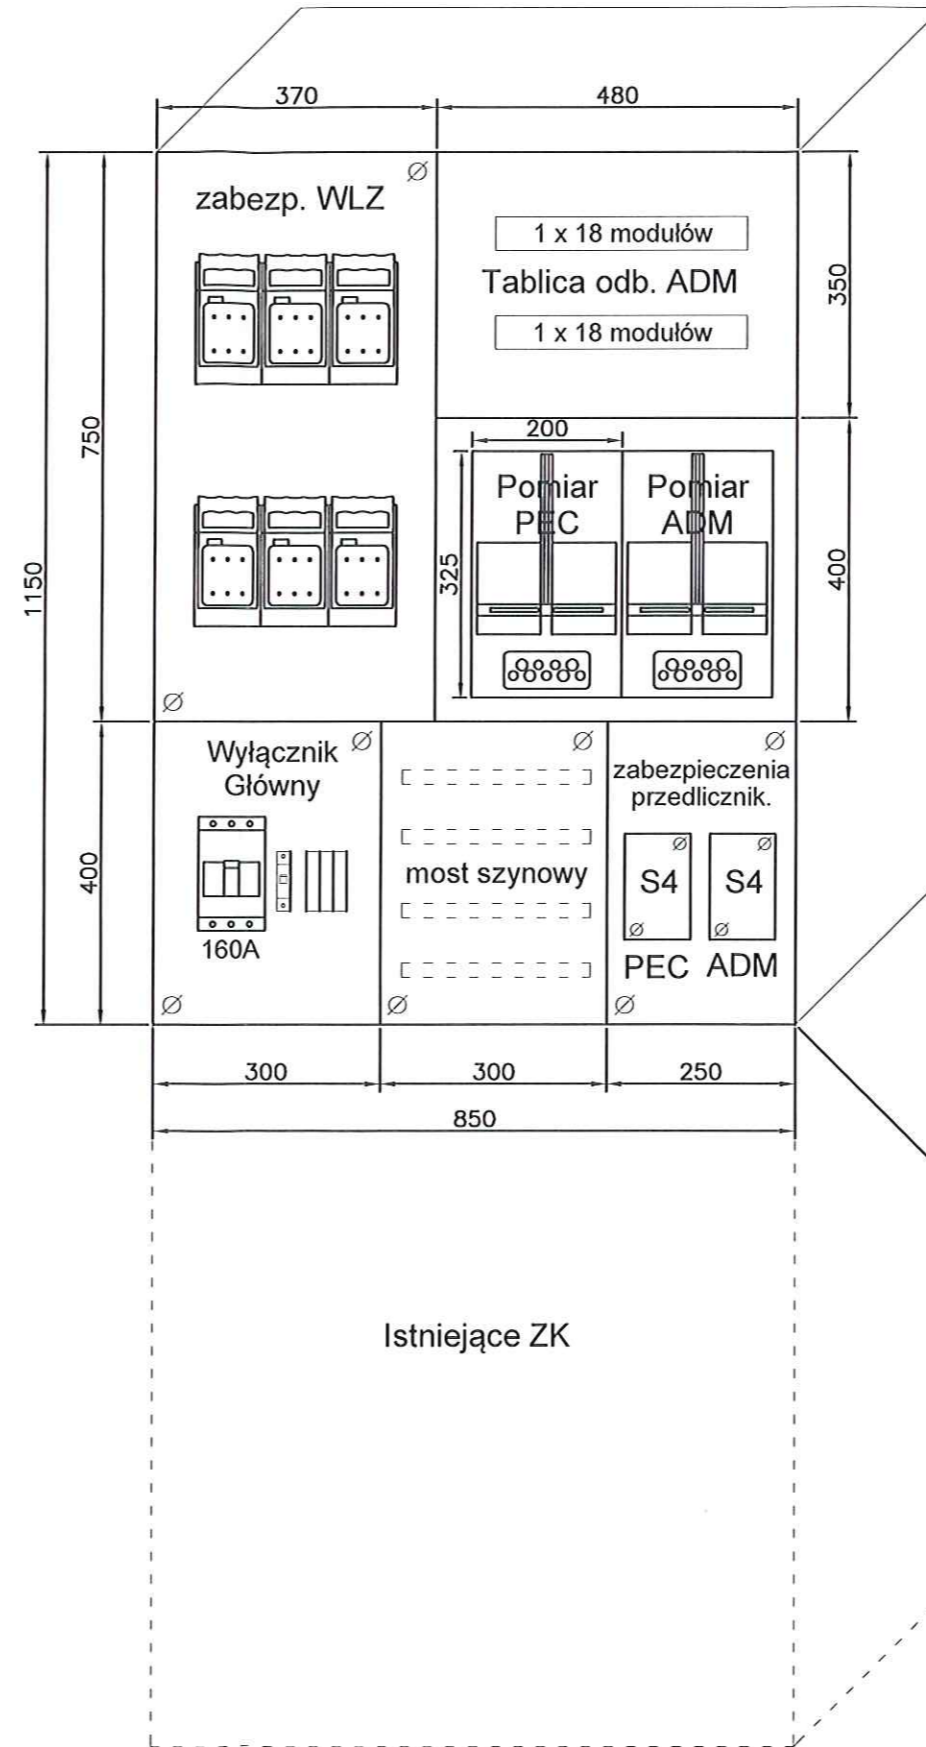 370
480
zabezp. WLZ
1 x 18 modułów
Tablica odb. ADM
1 x 18 modułów
350
750
1150
200
Pomiar
PEC
Pomiar
ADM
325
400
Wyłącznik
Główny
160A
400
most szynowy
zabezpieczenia
przedlicznik.
S4
S4
PEC
ADM
300
300
250
850
Istniejące ZK